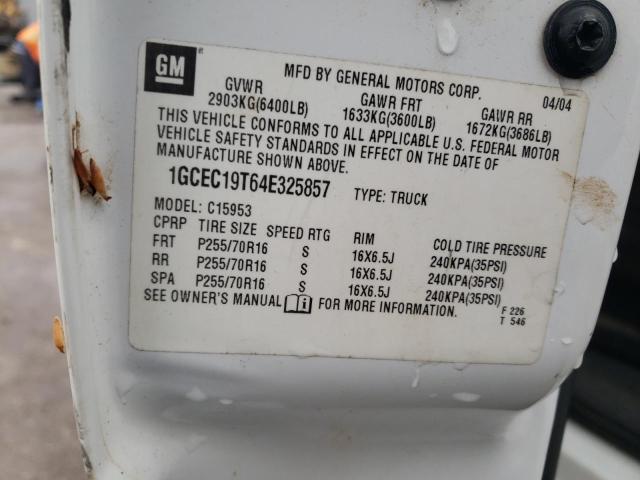 GM
MFD BY GENERAL MOTORS CORP. 04/04
GVWR GAWR FRT GAWR RR
2903KG(6400LB) 1633KG(3600LB) 1672KG(3686LB)
THIS VEHICLE CONFORMS TO ALL APPLICABLE U.S. FEDERAL MOTOR
VEHICLE SAFETY STANDARDS IN EFFECT ON THE DATE OF
MANUFACTURE SHOWN ABOVE.
1GCEC19T64E325857 TYPE: TRUCK
MODEL: C15953
CPRP TIRE SIZE SPEED RTG RIM COLD TIRE PRESSURE
FRT P255/70R16 S 16X6.5J 240KPA(35PSI)
RR P255/70R16 S 16X6.5J 240KPA(35PSI)
SPA P255/70R16 S 16X6.5J 240KPA(35PSI)
SEE OWNER'S MANUAL i FOR MORE INFORMATION.
F 226
T 546